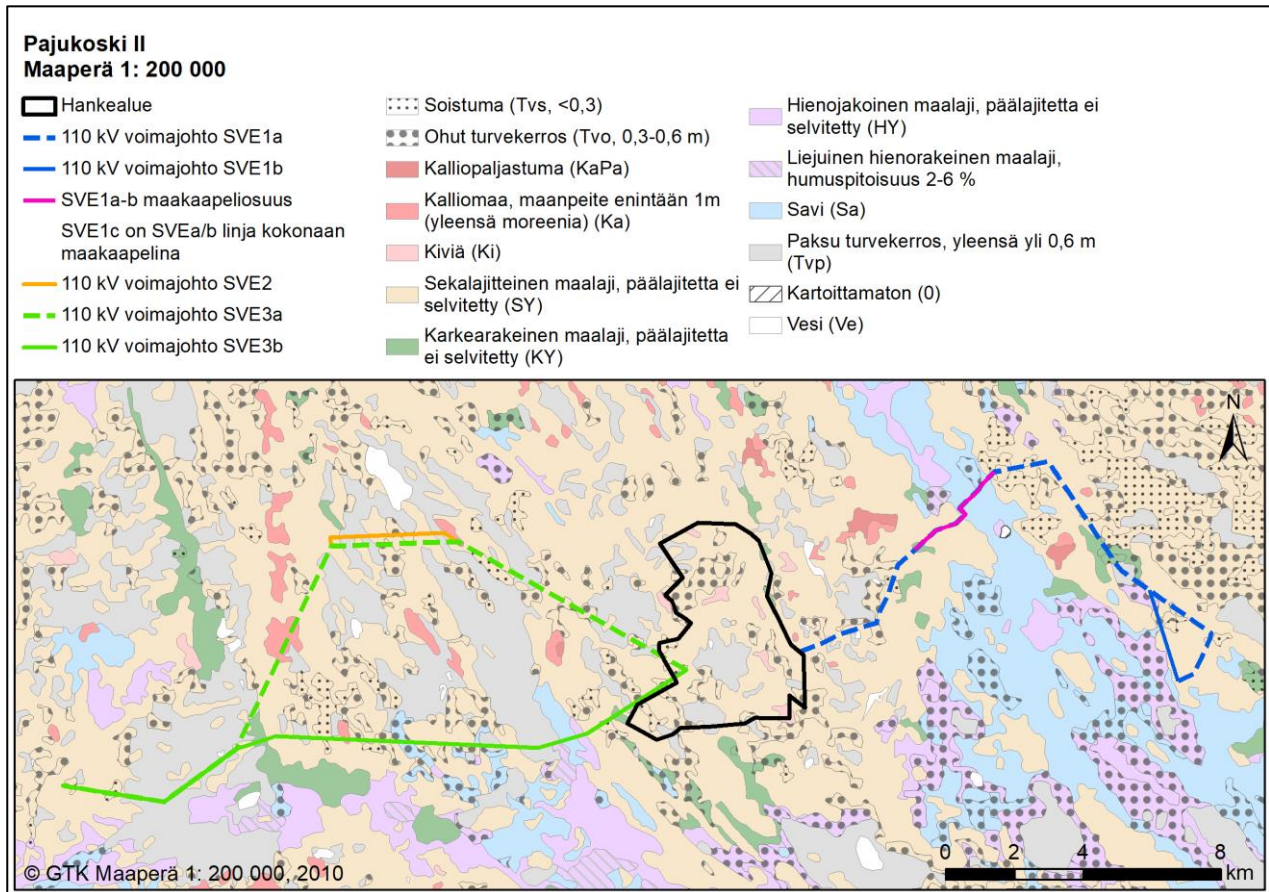 Pajukoski II
Maaperä 1: 200 000
Hankealue
110 kV voimajohto SVE1a
110 kV voimajohto SVE1b
SVE1a-b maakaapeliosuus
SVE1c on SVEa/b linja kokonaan
maakaapelina
110 kV voimajohto SVE2
110 kV voimajohto SVE3a
110 kV voimajohto SVE3b
Soistuma (Tvs, <0,3)
Ohut turvekerros (Tvo, 0,3-0,6 m)
Kalliopaljastuma (KaPa)
Kalliomaa, maanpeite enintään 1m
(yleensä moreenia) (Ka)
Kiviä (Ki)
Sekalajitteinen maalaji, päälajitetta ei
selvitetty (SY)
Karkearakeinen maalaji, päälajitetta
ei selvitetty (KY)
Hienojakoinen maalaji, päälajitetta ei
selvitetty (HY)
Liejuinen hienorakeinen maalaji,
humuspitoisuus 2-6 %
Savi (Sa)
Paksu turvekerros, yleensä yli 0,6 m
(Tvp)
Kartoittamaton (0)
Vesi (Ve)
N
0 2 4 8
km
© GTK Maaperä 1: 200 000, 2010